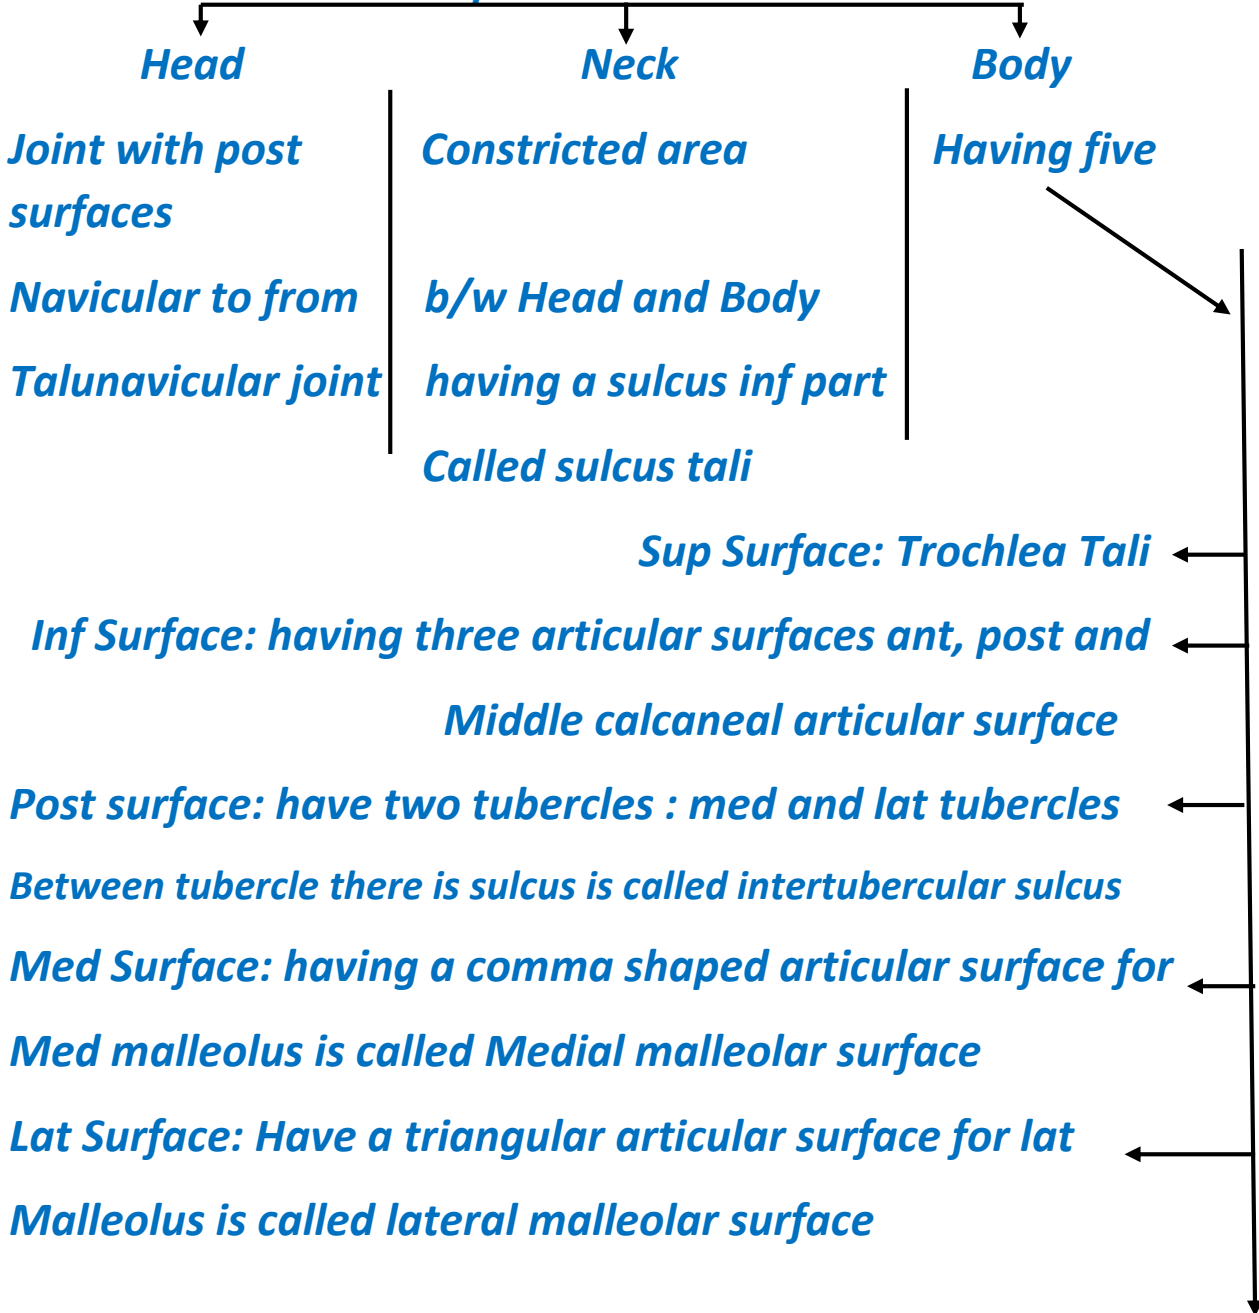 Head Neck Body
Joint with post Constricted area Having five
surfaces
Navicular to from b/w Head and Body
Talunavicular joint having a sulcus inf part
Called sulcus tali
Sup Surface: Trochlea Tali
Inf Surface: having three articular surfaces ant, post and
Middle calcaneal articular surface
Post surface: have two tubercles : med and lat tubercles
Between tubercle there is sulcus is called intertubercular sulcus
Med Surface: having a comma shaped articular surface for
Med malleolus is called Medial malleolar surface
Lat Surface: Have a triangular articular surface for lat
Malleolus is called lateral malleolar surface